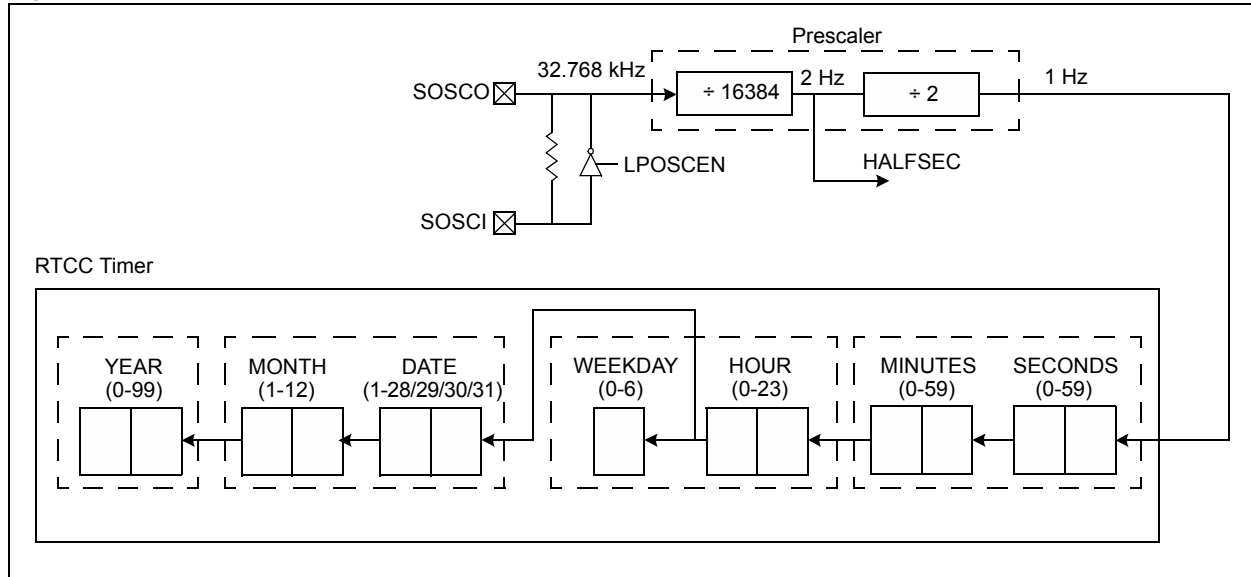 Prescaler
32.768 kHz
2 Hz
1 Hz
SOSCO
÷ 16384
÷ 2
HALFSEC
LPOSCEN
SOSCI
RTCC Timer
YEAR
(0-99)
MONTH
(1-12)
DATE
(1-28/29/30/31)
WEEKDAY
(0-6)
HOUR
(0-23)
MINUTES
(0-59)
SECONDS
(0-59)